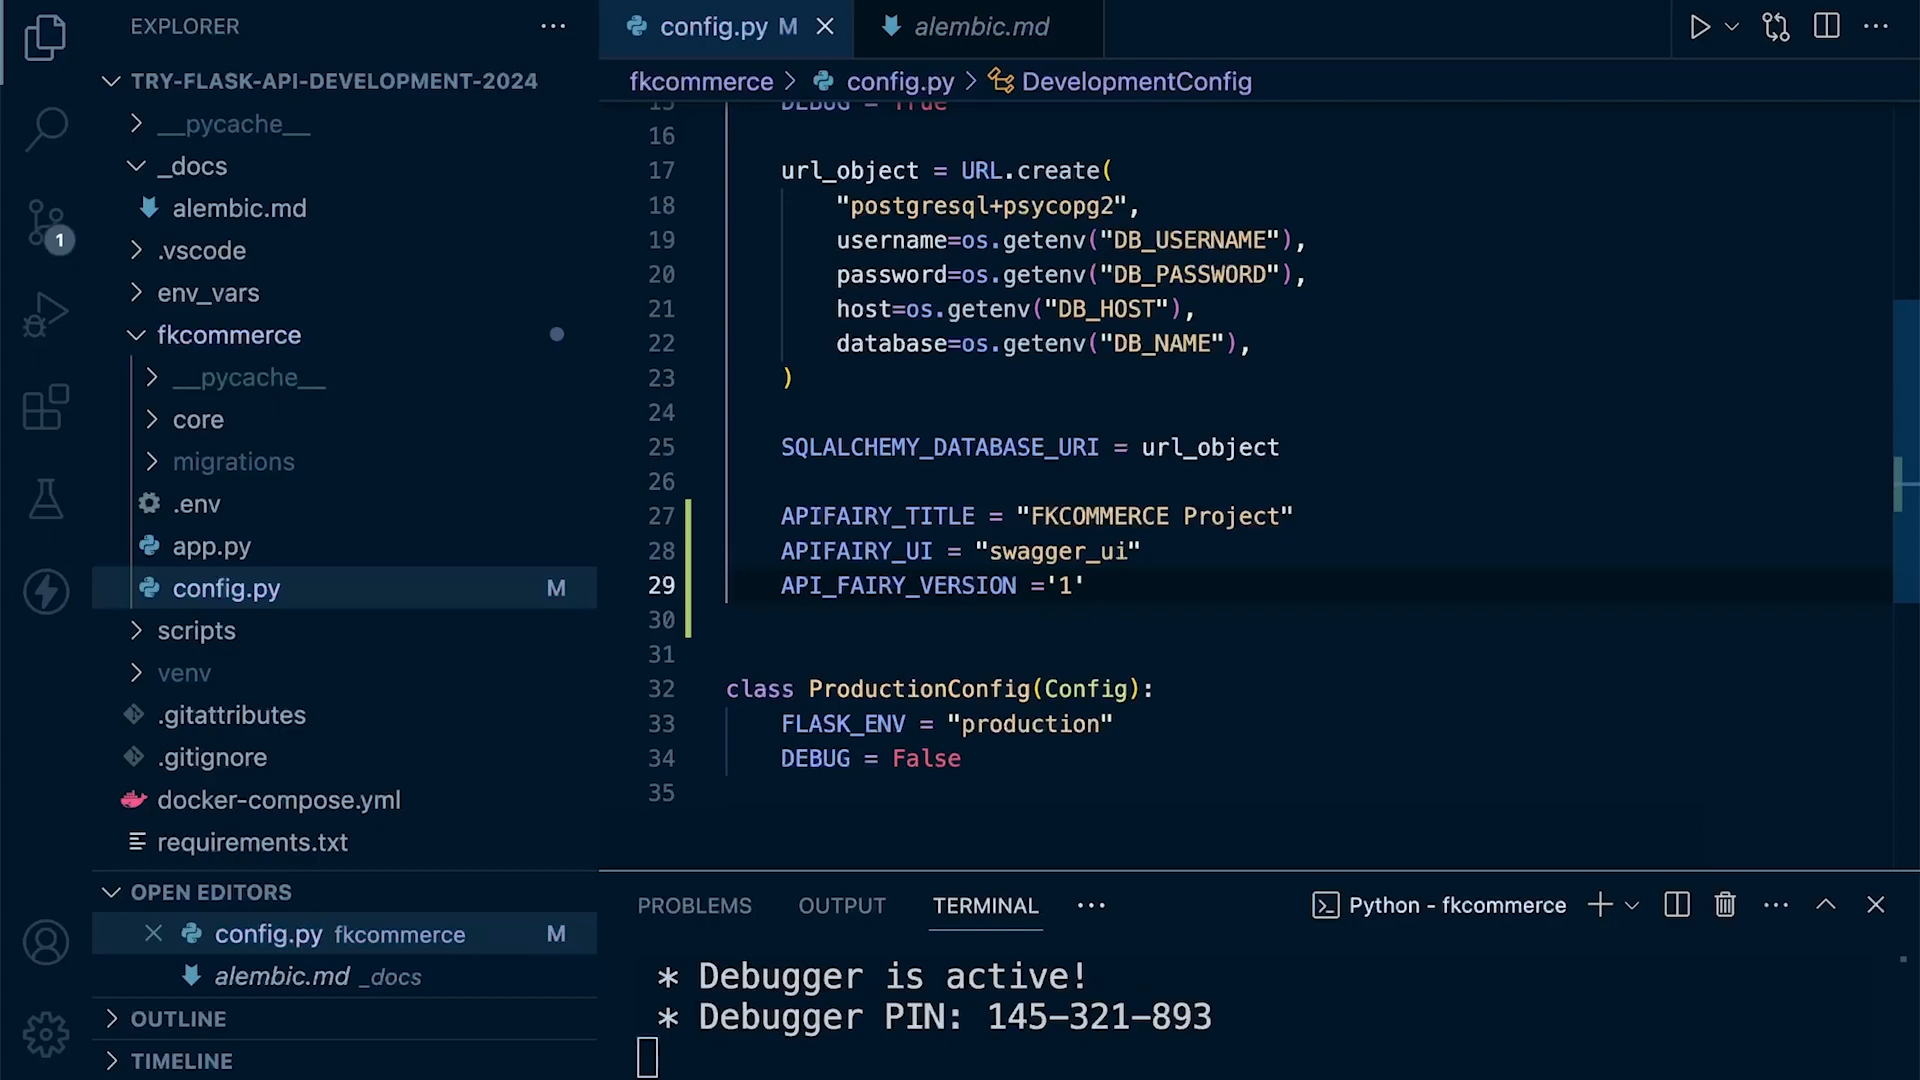 EXPLORER
TRY-FLASK-API-DEVELOPMENT-2024
__pycache__
_docs
alembic.md
.vscode
env_vars
fkcommerce
__pycache__
core
migrations
.env
app.py
config.py M
scripts
venv
.gitattributes
.gitignore
docker-compose.yml
requirements.txt
OPEN EDITORS
config.py fkcommerce M
alembic.md _docs
OUTLINE
TIMELINE
1
config.py M
alembic.md
fkcommerce > config.py > DevelopmentConfig
15 DEBUG = True
16
17 url_object = URL.create(
18 "postgresql+psycopg2",
19 username=os.getenv("DB_USERNAME"),
20 password=os.getenv("DB_PASSWORD"),
21 host=os.getenv("DB_HOST"),
22 database=os.getenv("DB_NAME"),
23 )
24
25 SQLALCHEMY_DATABASE_URI = url_object
26
27 APIFAIRY_TITLE = "FKCOMMERCE Project"
28 APIFAIRY_UI = "swagger_ui"
29 API_FAIRY_VERSION ='1'
30
31
32 class ProductionConfig(Config):
33 FLASK_ENV = "production"
34 DEBUG = False
35
PROBLEMS OUTPUT TERMINAL
Python - fkcommerce
* Debugger is active!
* Debugger PIN: 145-321-893